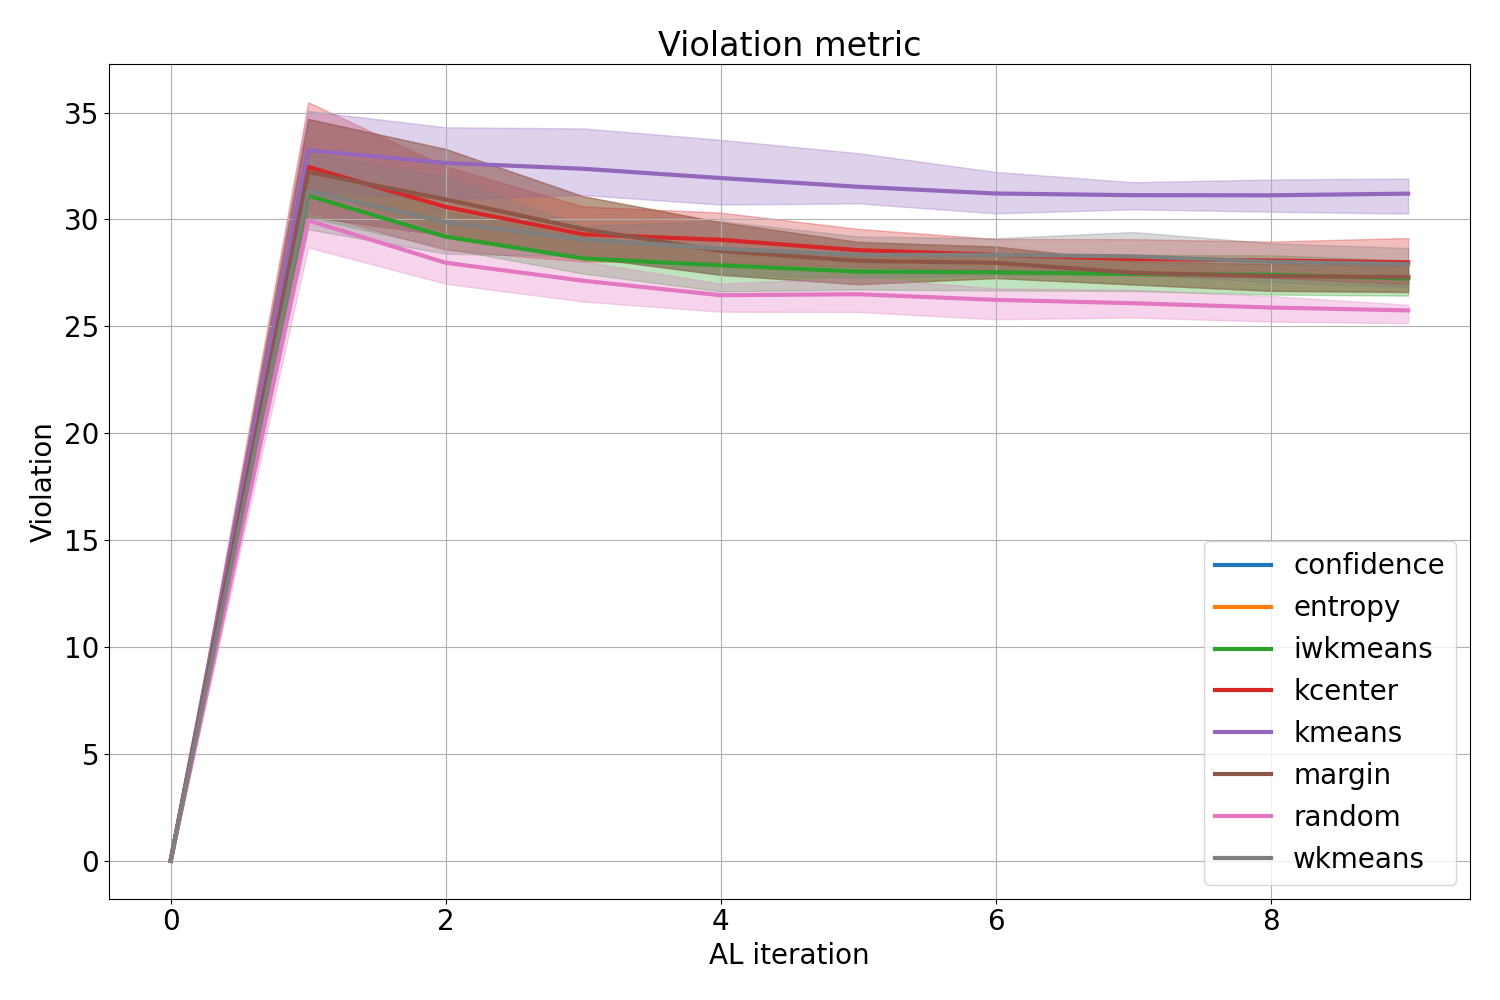 Violation metric
35
30
25
20
15
10
5
0
Violation
0 2 4 6 8
AL iteration
confidence
entropy
iwkmeans
kcenter
kmeans
margin
random
wkmeans